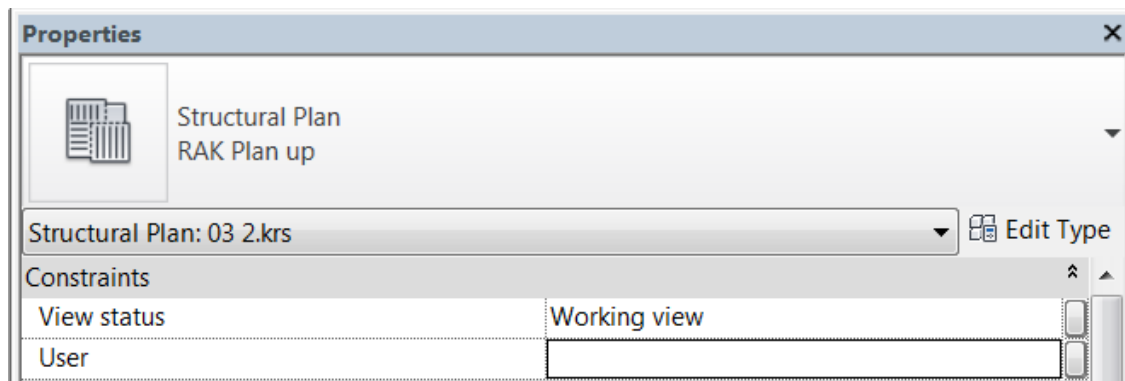 Properties
Structural Plan
RAK Plan up
Structural Plan: 03 2.krs
Edit Type
Constraints
View status Working view
User